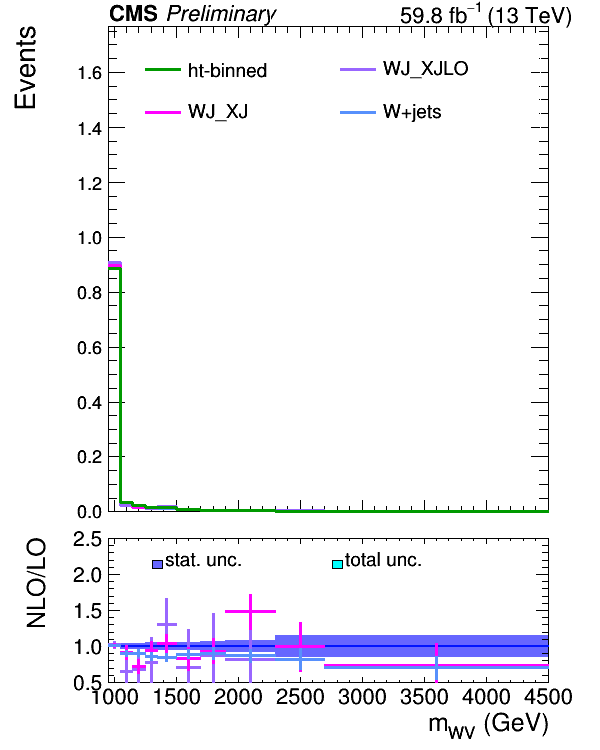 CMS Preliminary 59.8 fb⁻¹ (13 TeV)
Events
ht-binned WJ_XJLO
WJ_XJ W+jets
1.6
1.4
1.2
1.0
0.8
0.6
0.4
0.2
0.0
NLO/LO
stat. unc. total unc.
2.5
2.0
1.5
1.0
0.5
1000 1500 2000 2500 3000 3500 4000 4500
m_WV (GeV)